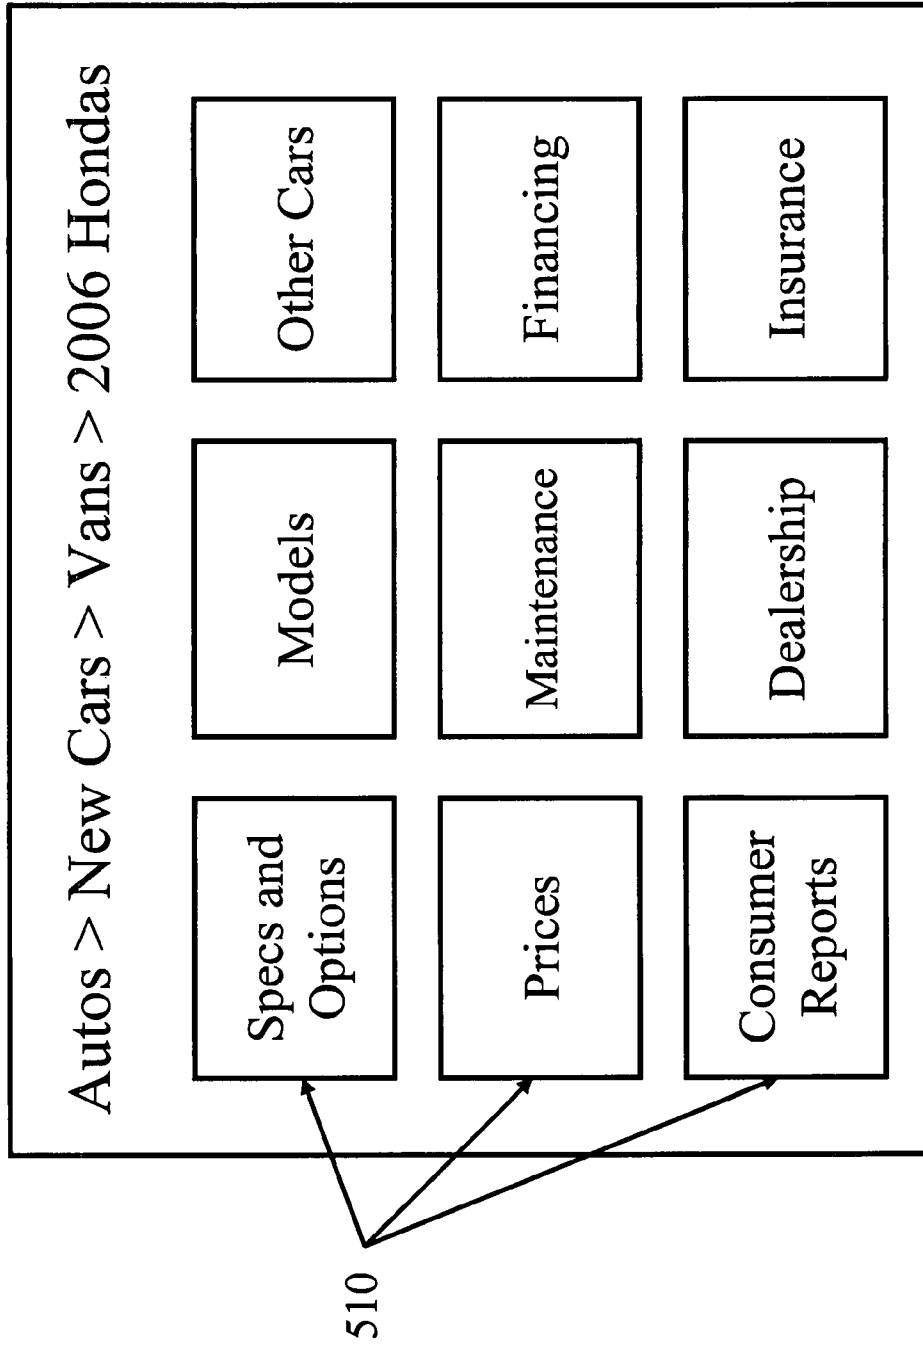 Autos > New Cars > Vans > 2006 Hondas
Specs and
Options
Models
Other Cars
Prices
Maintenance
Financing
Consumer
Reports
Dealership
Insurance
510